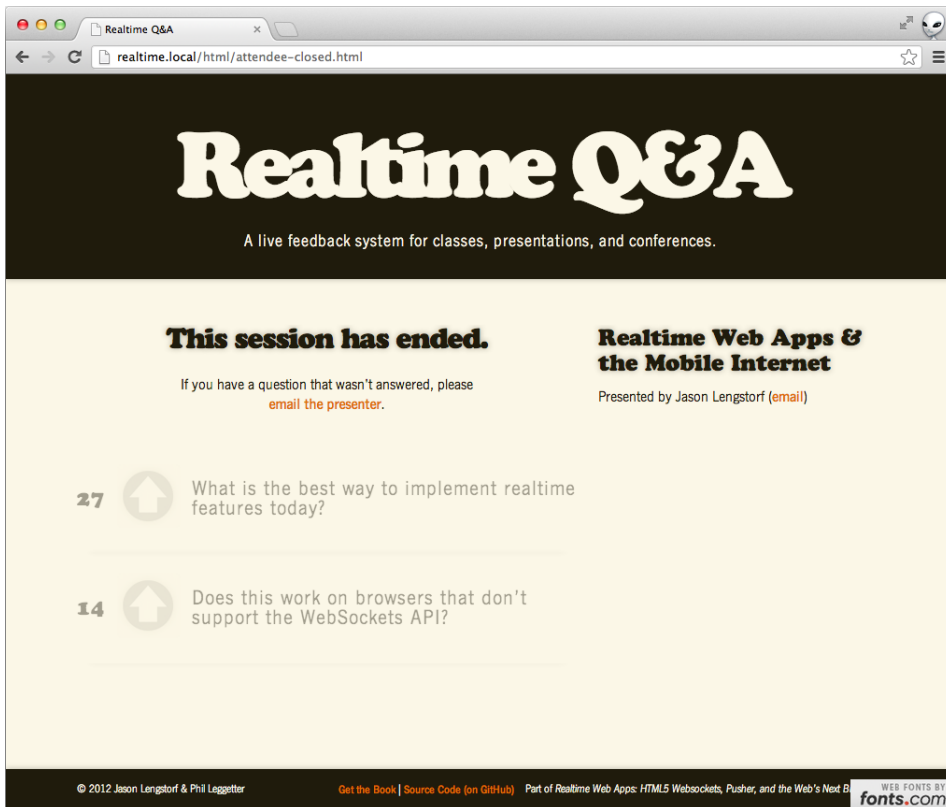 Realtime Q&A
realtime.local/html/attendee-closed.html
Realtime Q&A
A live feedback system for classes, presentations, and conferences.
This session has ended.
If you have a question that wasn't answered, please
email the presenter.
Realtime Web Apps &
the Mobile Internet
Presented by Jason Lengstorf (email)
27
What is the best way to implement realtime
features today?
14
Does this work on browsers that don't
support the WebSockets API?
© 2012 Jason Lengstorf & Phil Leggetter
Get the Book | Source Code (on GitHub)
Part of Realtime Web Apps: HTML5 Websockets, Pusher, and the Web's Next
WEB FONTS BY
fonts.com